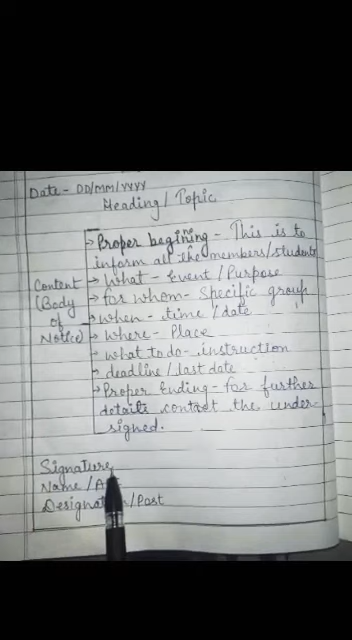 Date - DD/MM/YYYY
Heading / Topic
→ Proper begining - This is to
inform all the members/students
Content → What - Event / Purpose
(Body → for whom - Specific group
of → when - time / date
Notice) → Where - Place
→ what to do - instruction
→ deadline / last date
→ Proper Ending - for further
details contact the under-
signed.
Signature
Name /
Designation / Post